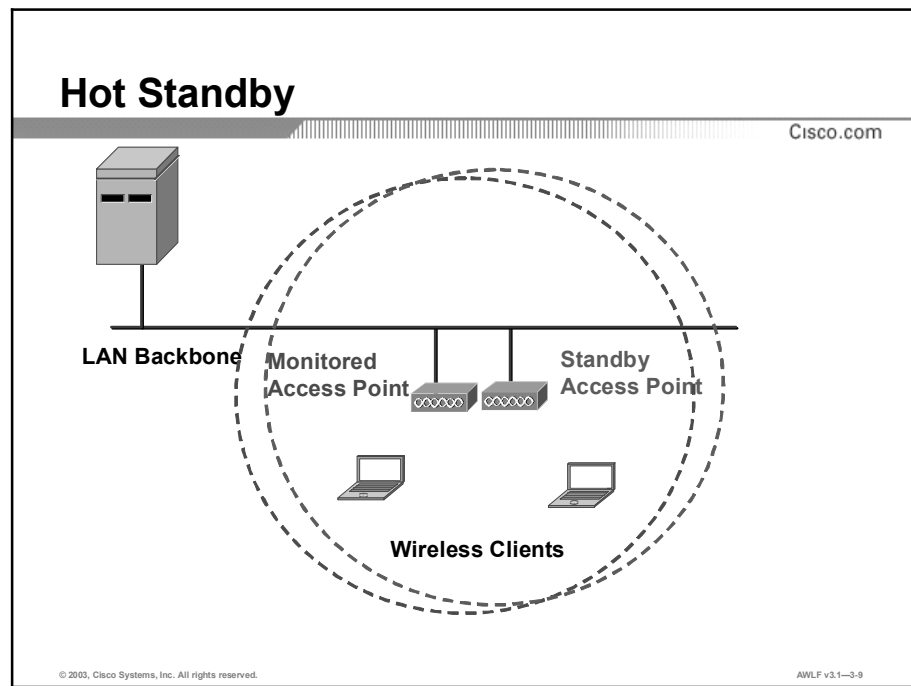 Hot Standby
Cisco.com
LAN Backbone
Monitored
Access Point
Standby
Access Point
Wireless Clients
© 2003, Cisco Systems, Inc. All rights reserved.
AWLF v3.1—3-9